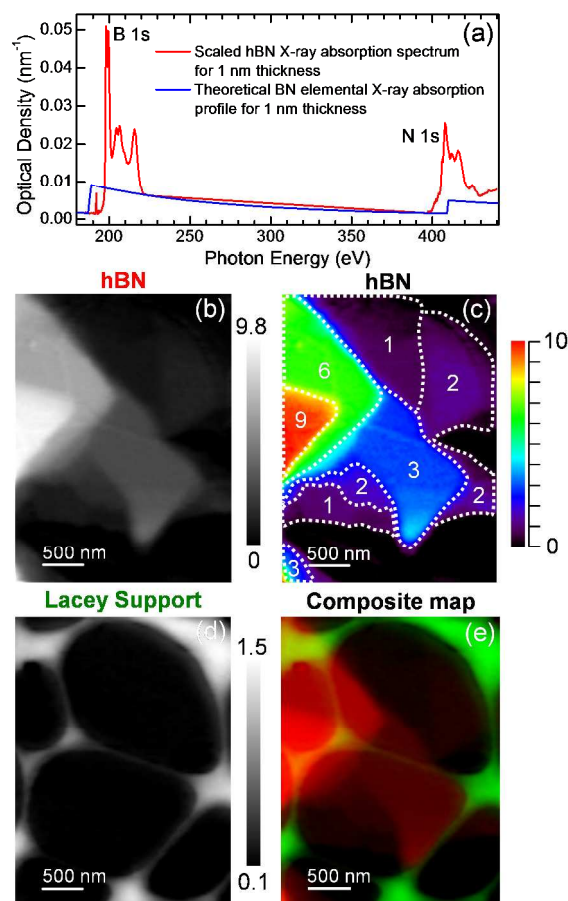 0.05
0.04
0.03
0.02
0.01
0.00
Optical Density (nm⁻¹)
B 1s
(a)
Scaled hBN X-ray absorption spectrum
for 1 nm thickness
Theoretical BN elemental X-ray absorption
profile for 1 nm thickness
N 1s
200
250
300
350
400
Photon Energy (eV)
hBN
(b)
500 nm
9.8
0
hBN
(c)
1
2
6
9
3
2
2
1
3
500 nm
10
0
Lacey Support
(d)
500 nm
1.5
0.1
Composite map
(e)
500 nm